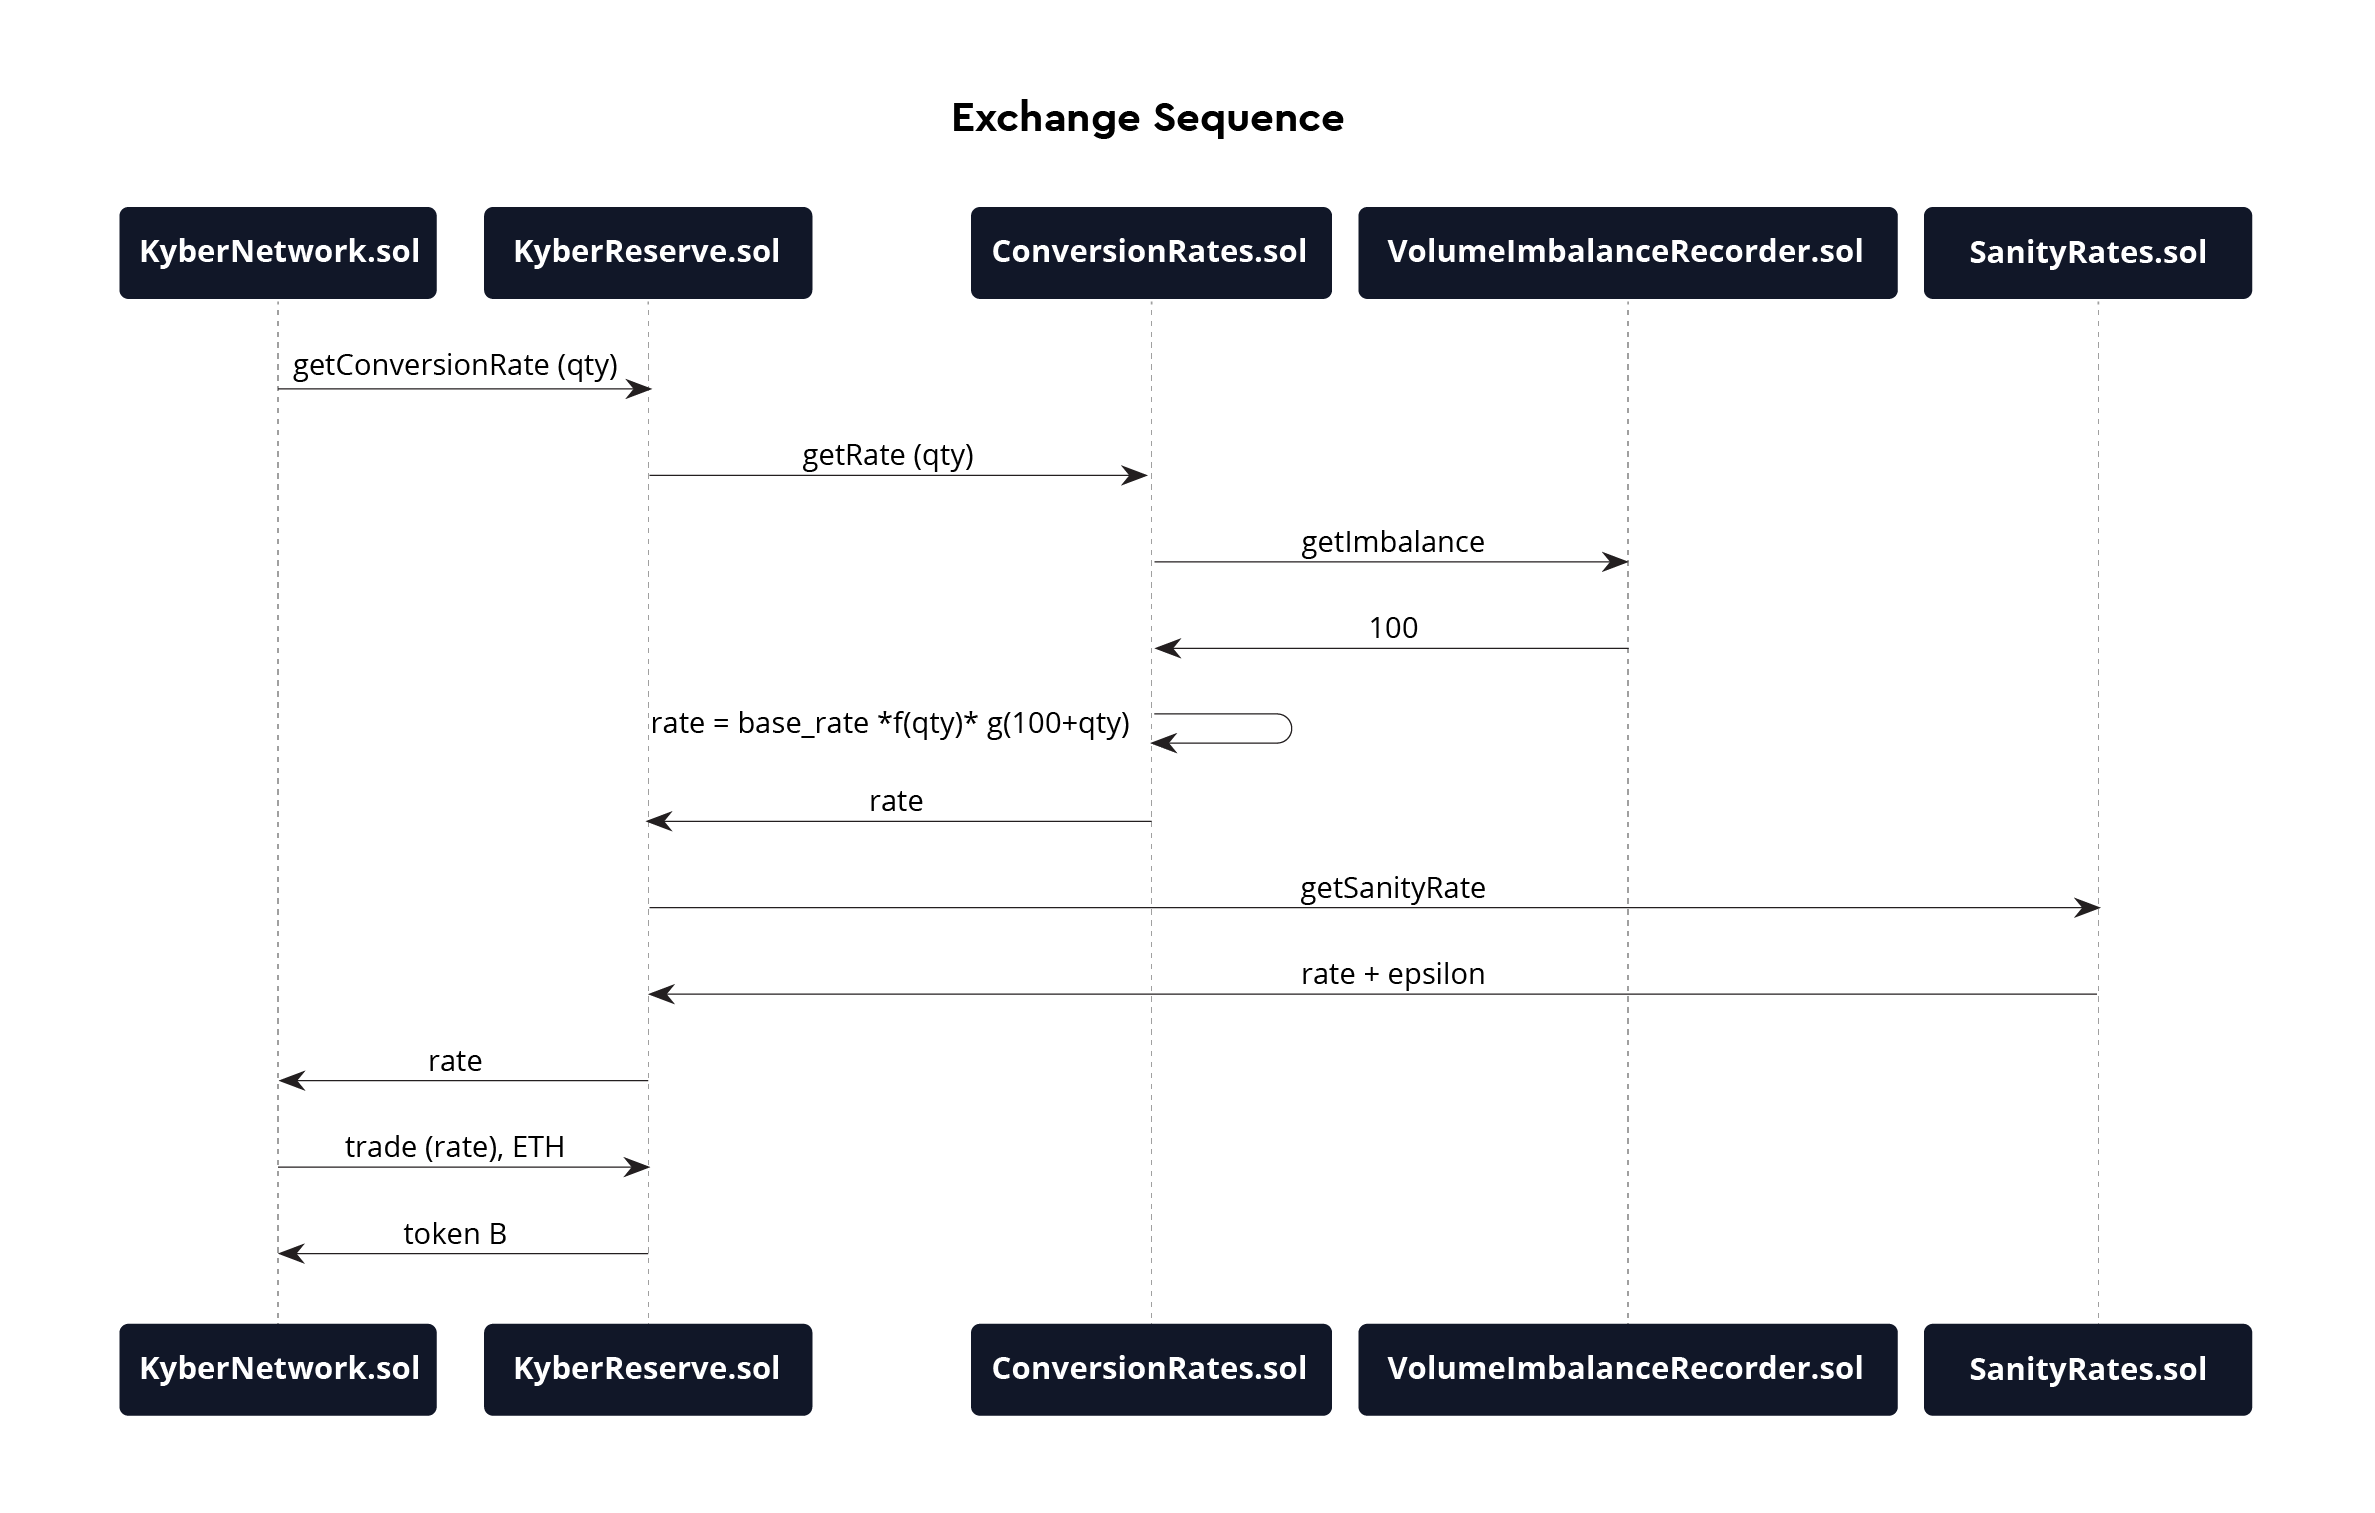 Exchange Sequence
KyberNetwork.sol
KyberReserve.sol
ConversionRates.sol
VolumeImbalanceRecorder.sol
SanityRates.sol
getConversionRate (qty)
getRate (qty)
getImbalance
100
rate = base_rate *f(qty)* g(100+qty)
rate
getSanityRate
rate + epsilon
rate
trade (rate), ETH
token B
KyberNetwork.sol
KyberReserve.sol
ConversionRates.sol
VolumeImbalanceRecorder.sol
SanityRates.sol